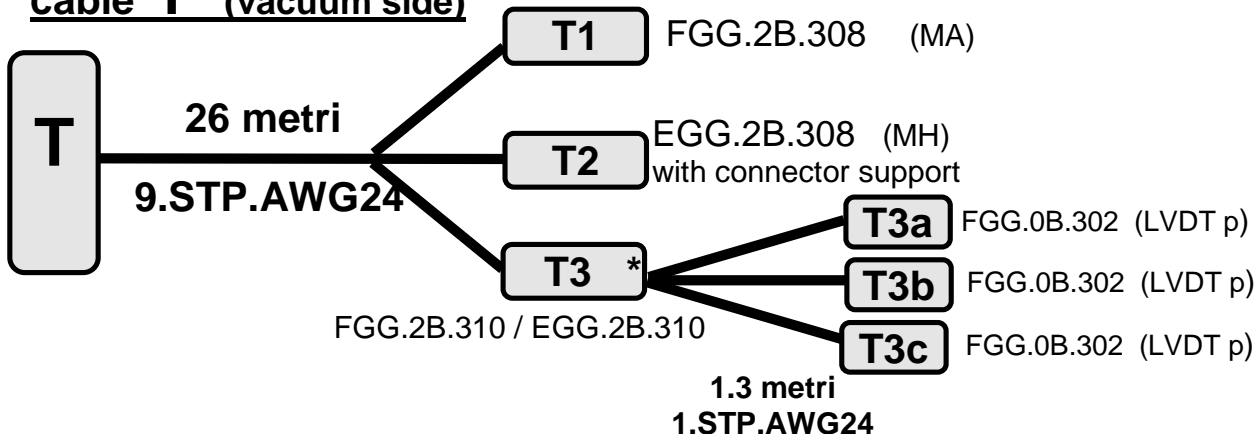 cable T (vacuum side)
T1 FGG.2B.308 (MA)
26 metri
T
EGG.2B.308 (MH)
T2
with connector support
9.STP.AWG24
T3a FGG.0B.302 (LVDT p)
T3 *
T3b FGG.0B.302 (LVDT p)
FGG.2B.310 / EGG.2B.310
T3c FGG.0B.302 (LVDT p)
1.3 metri
1.STP.AWG24